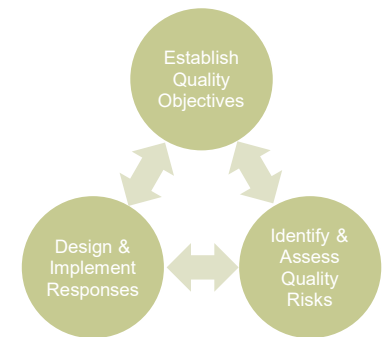 Establish
Quality
Objectives
Design &
Implement
Responses
Identify &
Assess
Quality
Risks